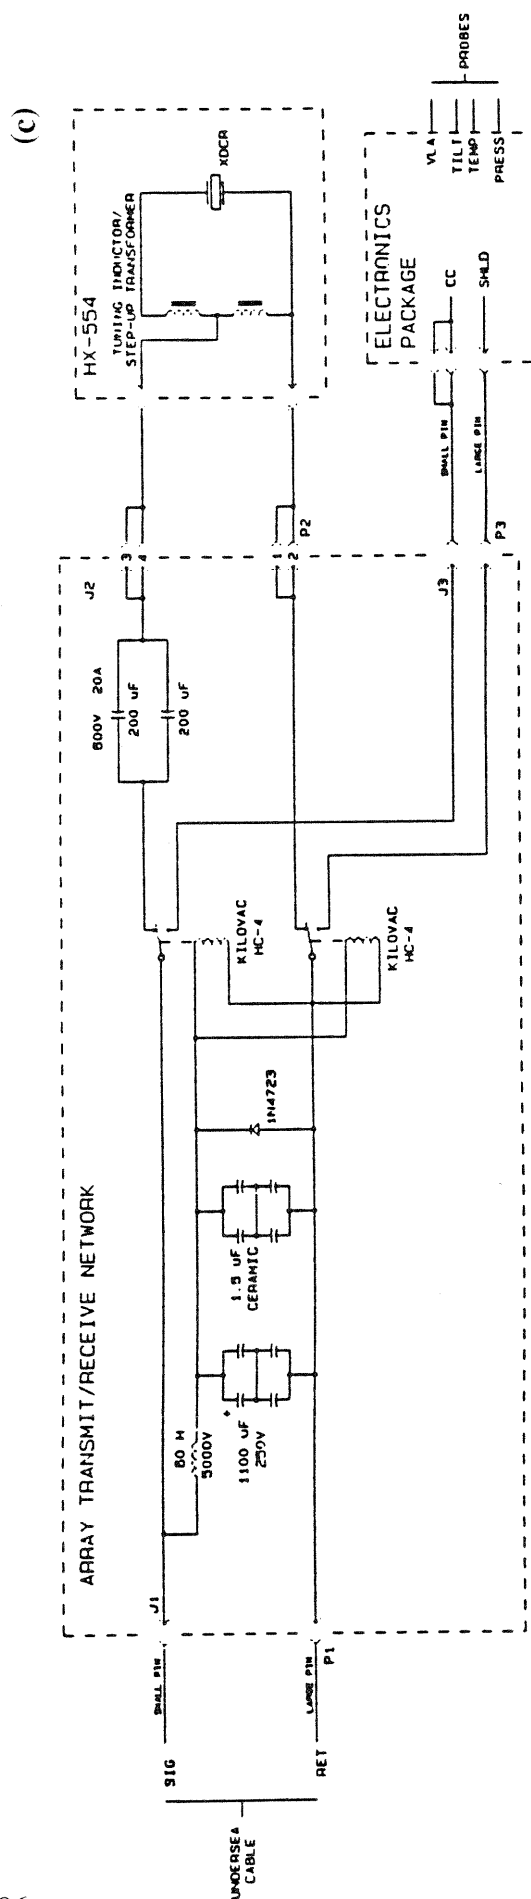 (c)
HX-554
TUNING INDUCTOR/
STEP-UP TRANSFORMER
XDCR
PROBES
VLA
TILT
TEMP
PRESS
ELECTRONICS
PACKAGE
CC
SHLD
SMALL PIN
LARGE PIN
P3
J3
P2
1
2
3
4
J2
600V 20A
200 uF
200 uF
KILOVAC
HC-4
KILOVAC
HC-4
1N4723
1.5 uF
CERAMIC
+
1100 uF
250V
60 H
5000V
ARRAY TRANSMIT/RECEIVE NETWORK
J1
P1
SMALL PIN
LARGE PIN
SIG
RET
UNDERSEA
CABLE